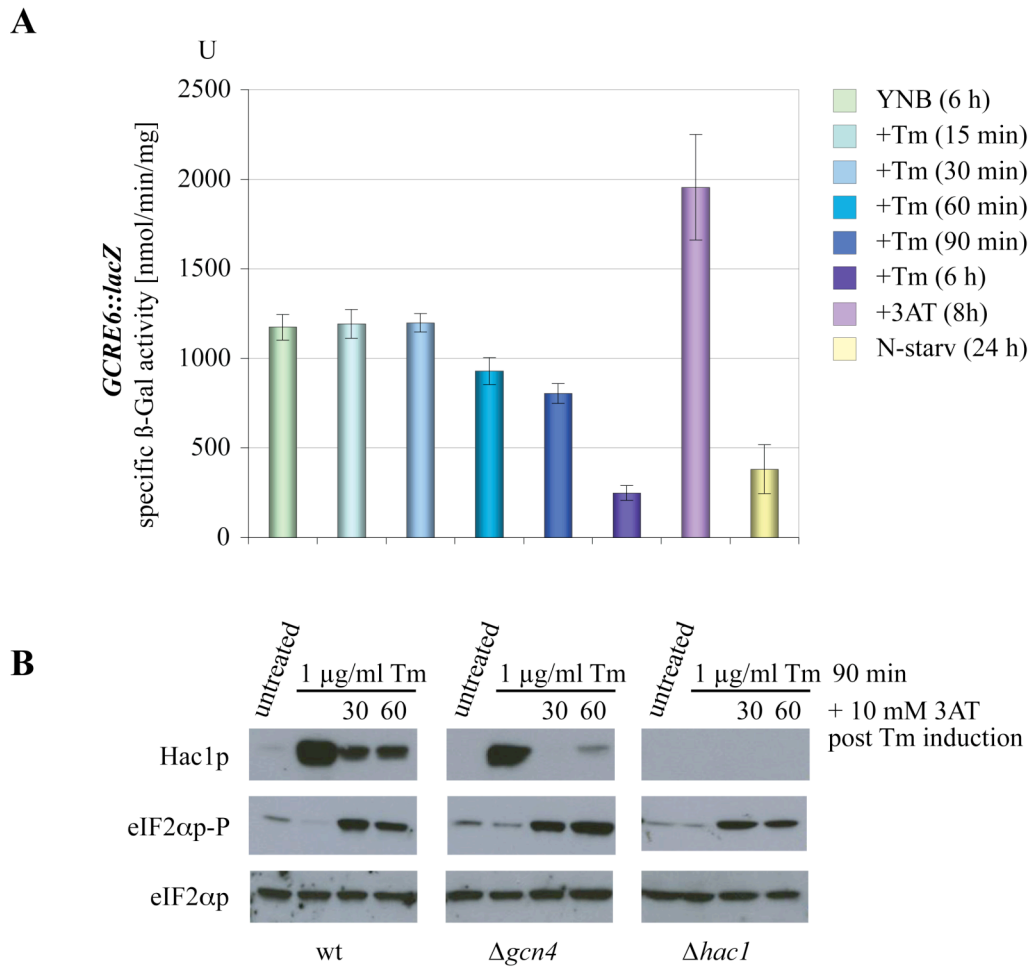 A
U
2500
2000
1500
1000
500
0
GCRE6::lacZ
specific ß-Gal activity [nmol/min/mg]
YNB (6 h)
+Tm (15 min)
+Tm (30 min)
+Tm (60 min)
+Tm (90 min)
+Tm (6 h)
+3AT (8h)
N-starv (24 h)
B
untreated
1 µg/ml Tm
30 60
untreated
1 µg/ml Tm
30 60
untreated
1 µg/ml Tm
30 60
90 min
+ 10 mM 3AT
post Tm induction
Hac1p
eIF2αp-P
eIF2αp
wt
Δgcn4
Δhac1